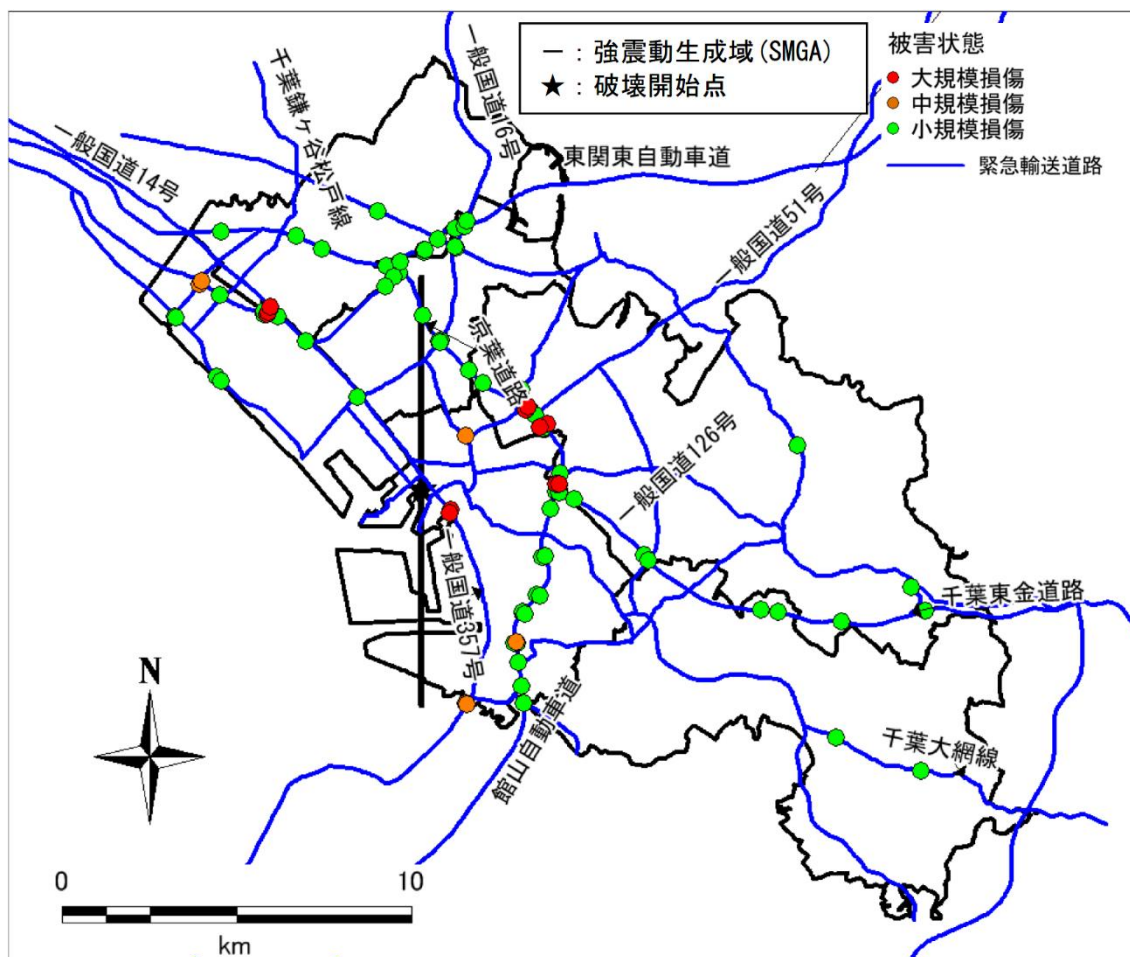 一般国道16号
― : 強震動生成域(SMGA)
★ : 破壊開始点
被害状態
大規模損傷
中規模損傷
小規模損傷
緊急輸送道路
千葉鎌ヶ谷松戸線
一般国道14号
東関東自動車道
一般国道51号
京葉道路
一般国道126号
一般国道357号
千葉東金道路
館山自動車道
千葉大網線
N
0 10
km